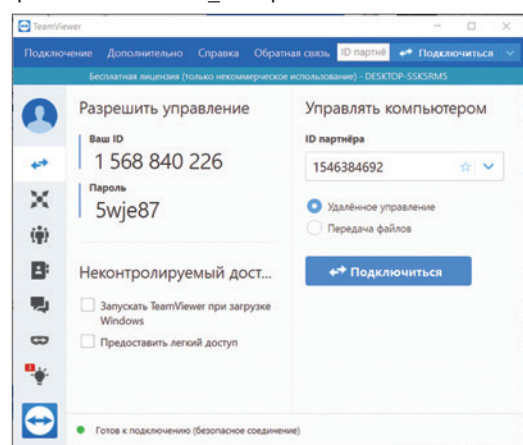 TeamViewer
Подключение Дополнительно Справка Обратная связь ID партнё Подключиться
Бесплатная лицензия (только некоммерческое использование) - DESKTOP-SSK5RM5
Разрешить управление
Ваш ID
1 568 840 226
Пароль
5wje87
Неконтролируемый дост...
Запускать TeamViewer при загрузке
Windows
Предоставить легкий доступ
Управлять компьютером
ID партнёра
1546384692
Удалённое управление
Передача файлов
Подключиться
Готов к подключению (безопасное соединение)